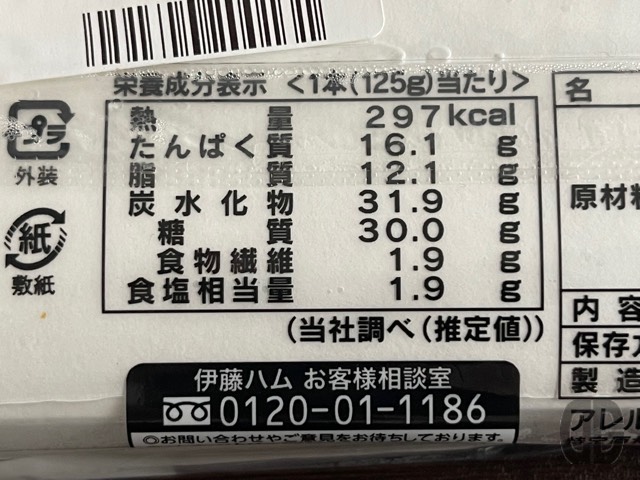 栄養成分表示 <1本(125g)当たり>
熱量 297kcal
たんぱく質 16.1 g
脂質 12.1 g
炭水化物 31.9 g
糖質 30.0 g
食物繊維 1.9 g
食塩相当量 1.9 g
(当社調べ(推定値))
プラ
外装
紙
敷紙
伊藤ハム お客様相談室
0120-01-1186
◎お問い合わせやご意見をお待ちしております
名
原材料
内容
保存方
製造
アレル